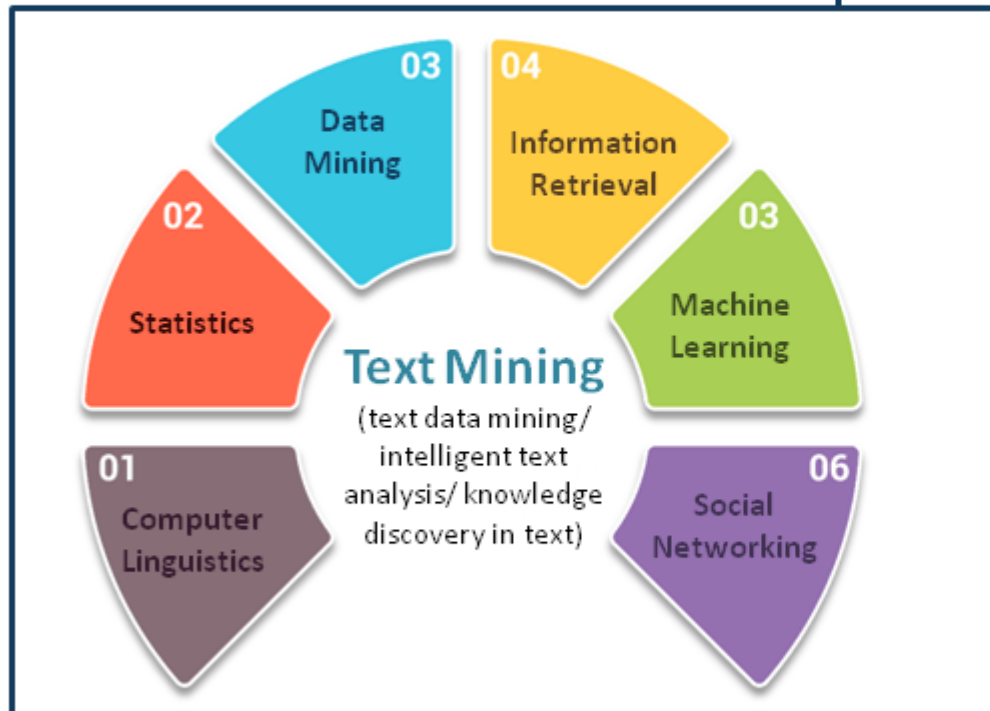 01
Computer
Linguistics
02
Statistics
03
Data
Mining
04
Information
Retrieval
03
Machine
Learning
06
Social
Networking
Text Mining
(text data mining/
intelligent text
analysis/ knowledge
discovery in text)